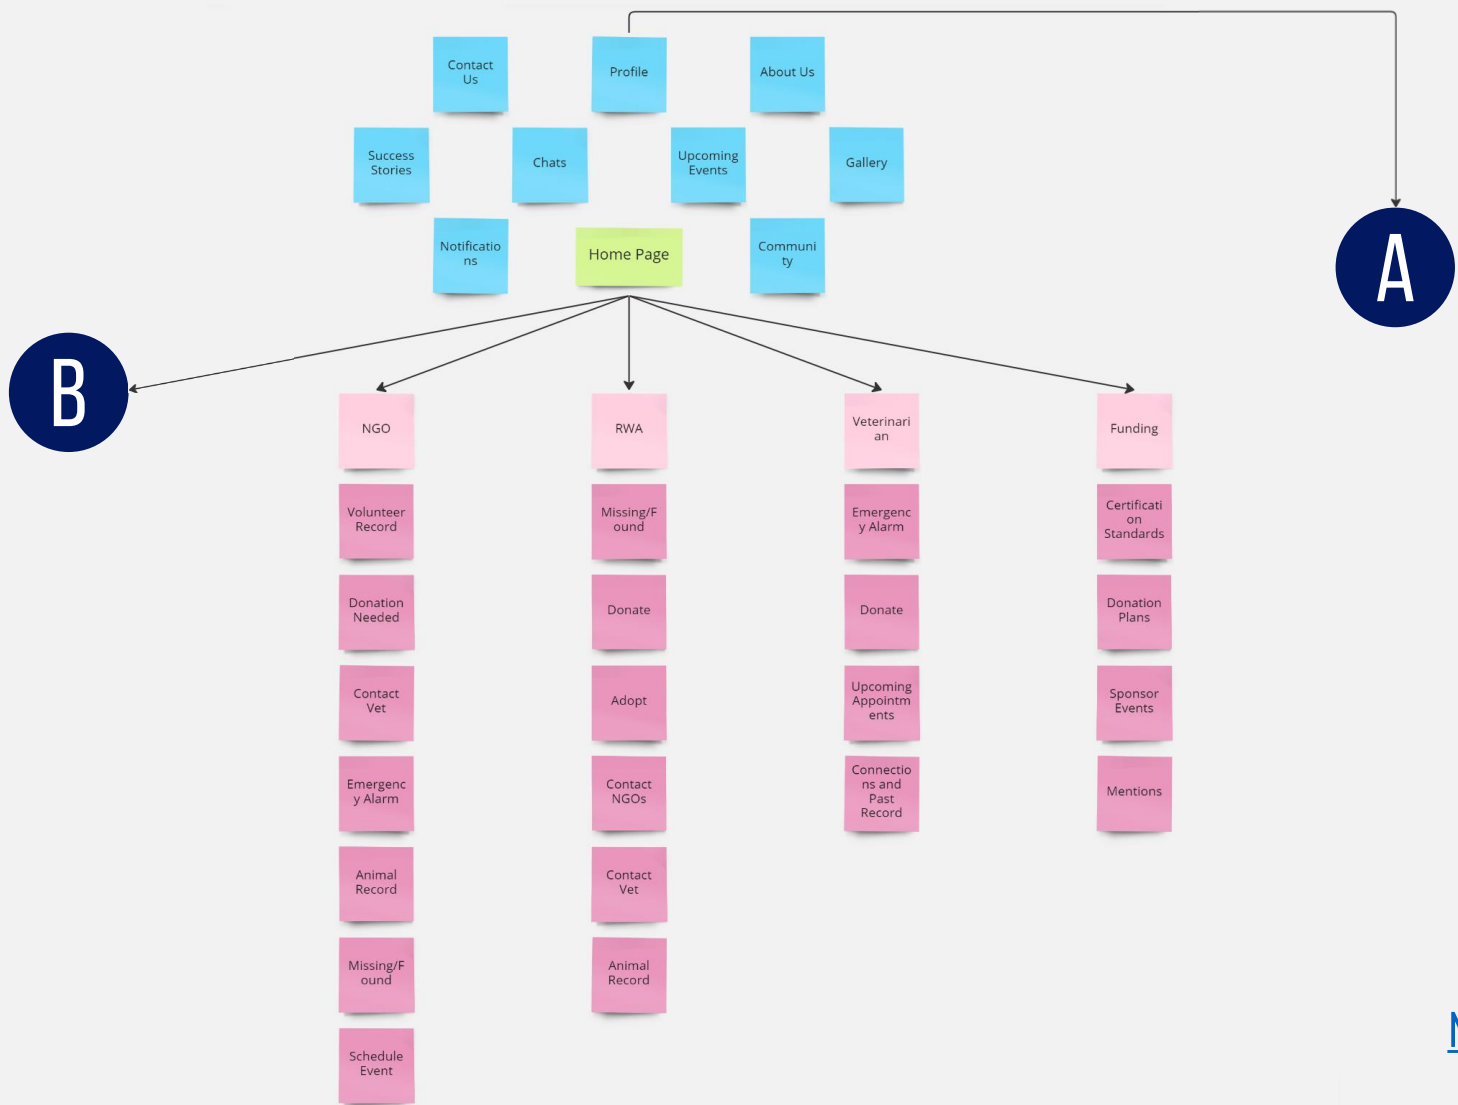 Contact
Us
Profile
About Us
Success
Stories
Chats
Upcoming
Events
Gallery
Notificatio
ns
Home Page
Communi
ty
A
B
NGO
RWA
Veterinari
an
Funding
Volunteer
Record
Missing/F
ound
Emergenc
y Alarm
Certificati
on
Standards
Donation
Needed
Donate
Donate
Donation
Plans
Contact
Vet
Adopt
Upcoming
Appointm
ents
Sponsor
Events
Emergenc
y Alarm
Contact
NGOs
Connectio
ns and
Past
Record
Mentions
Animal
Record
Contact
Vet
Missing/F
ound
Animal
Record
Schedule
Event